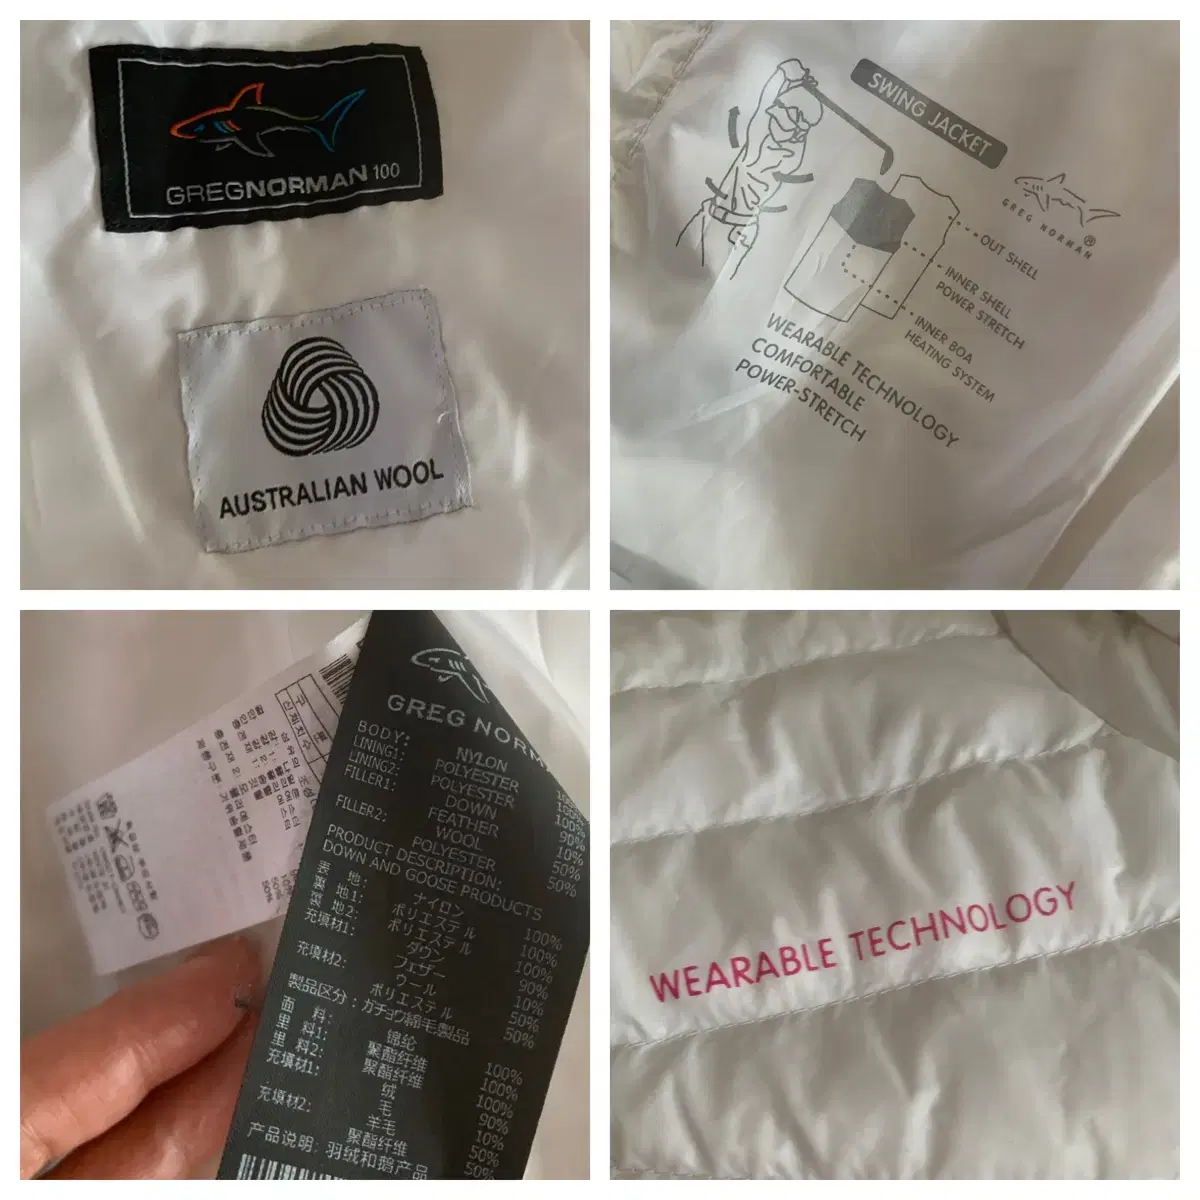 GREGNORMAN 100
AUSTRALIAN WOOL
SWING JACKET
GREG NORMAN ®
OUT SHELL
INNER SHELL
POWER STRETCH
INNER BOA
HEATING SYSTEM
WEARABLE TECHNOLOGY
COMFORTABLE
POWER-STRETCH
GREG NORM
BODY: NYLON
LINING1: POLYESTER 100%
LINING2: POLYESTER 100%
FILLER1: DOWN 90%
FEATHER 10%
FILLER2: WOOL 50%
POLYESTER 50%
PRODUCT DESCRIPTION:
DOWN AND GOOSE PRODUCTS
表 地: ナイロン 100%
裏 地1: ポリエステル 100%
裏 地2: ポリエステル 100%
充填材1: ダウン 90%
フェザー 10%
充填材2: ウール 50%
ポリエステル 50%
製品区分: ガチョウ綿毛製品
面 料: 锦纶 100%
里 料1: 聚酯纤维 100%
里 料2: 聚酯纤维 100%
充填材1: 绒 90%
毛 10%
充填材2: 羊毛 50%
聚酯纤维 50%
产品说明: 羽绒和鹅产品
WEARABLE TECHNOLOGY